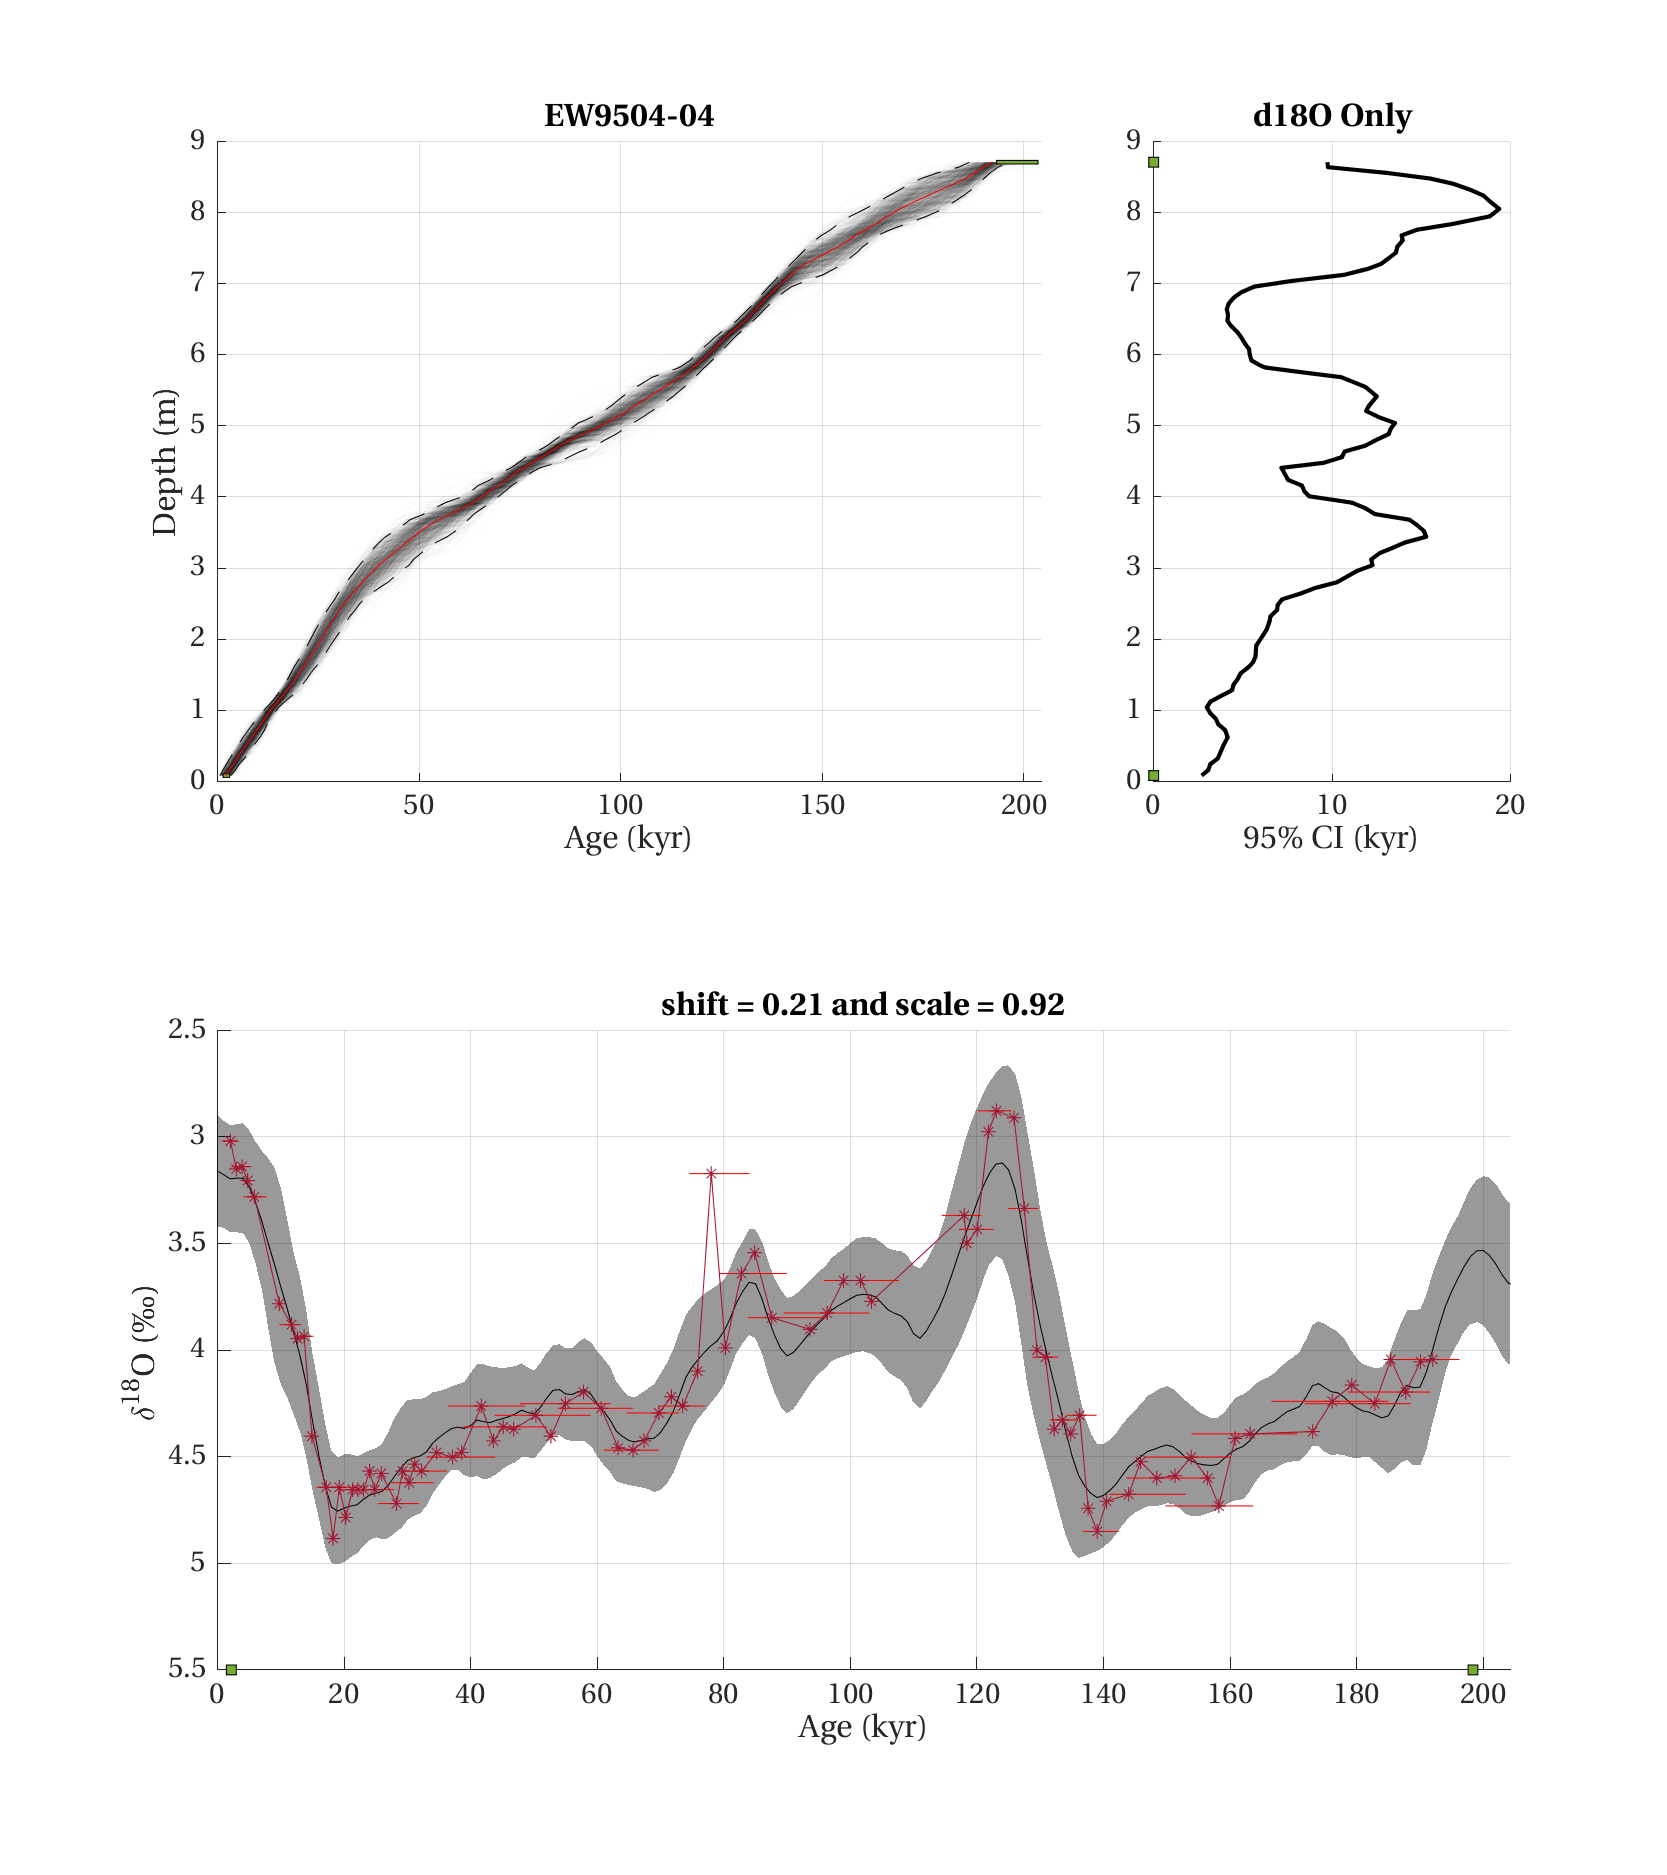 EW9504-04
d18O Only
9
8
7
6
5
4
3
2
1
0
Depth (m)
0 50 100 150 200
Age (kyr)
9
8
7
6
5
4
3
2
1
0
0 10 20
95% CI (kyr)
shift = 0.21 and scale = 0.92
2.5
3
3.5
4
4.5
5
5.5
δ18O (‰)
0 20 40 60 80 100 120 140 160 180 200
Age (kyr)